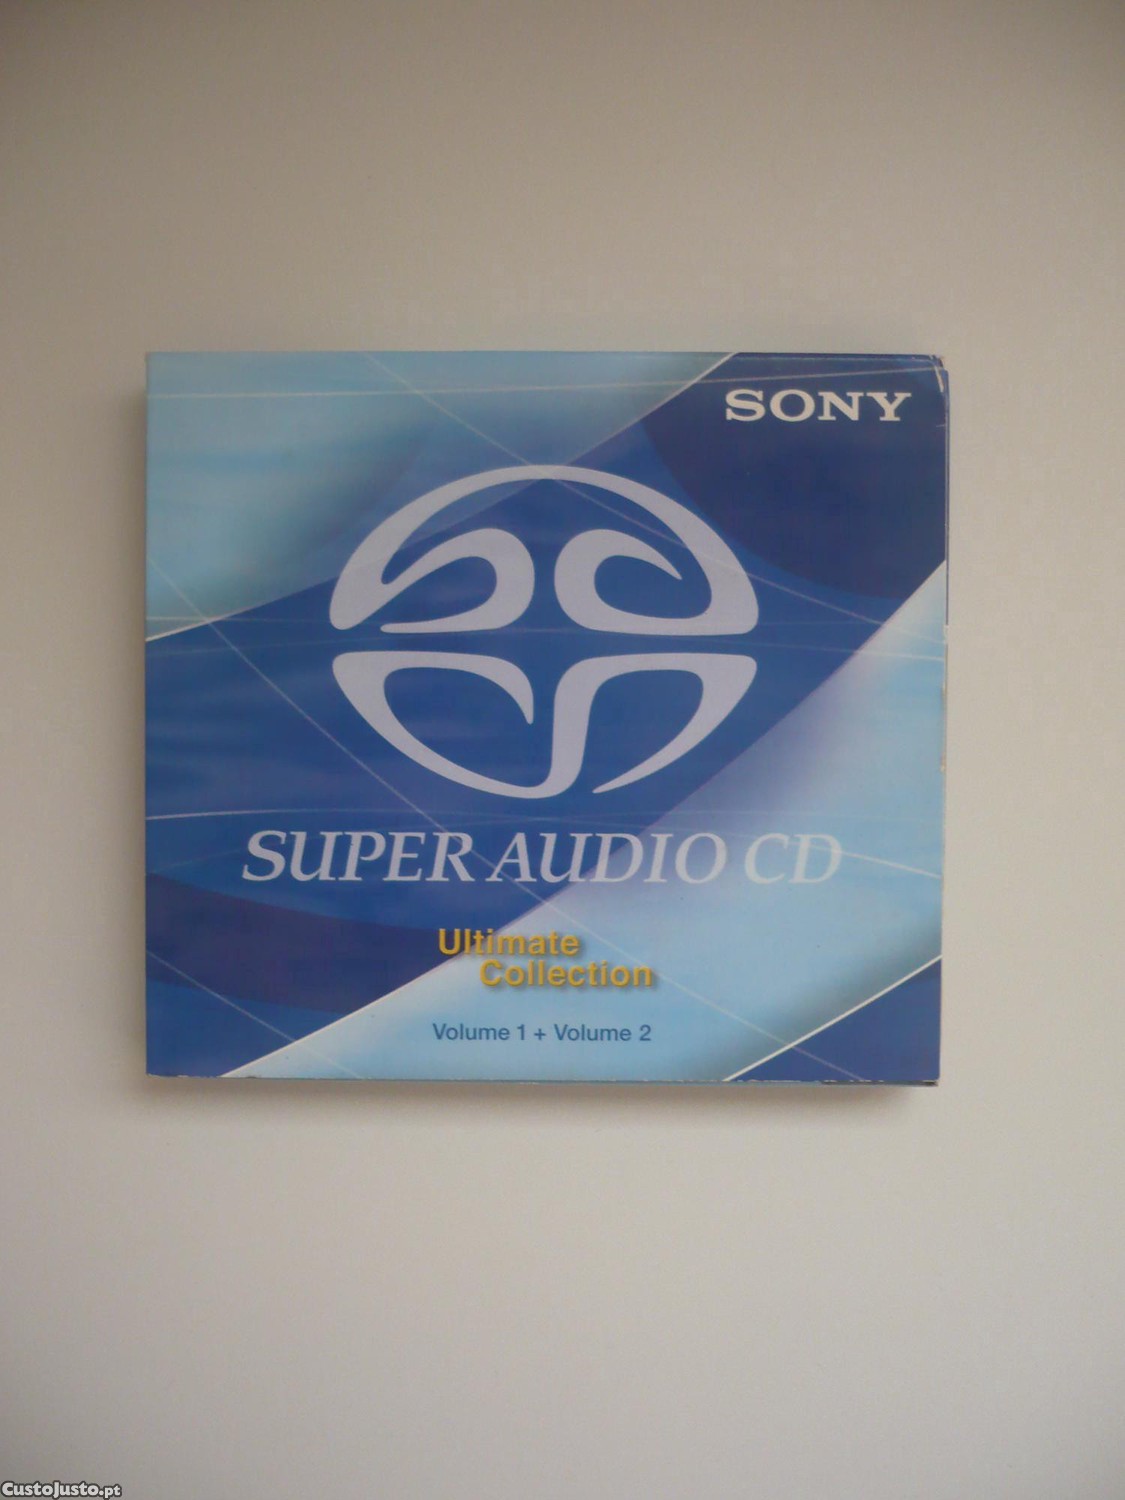 SONY
SUPER AUDIO CD
Ultimate
Collection
Volume 1 + Volume 2
CustoJusto.pt